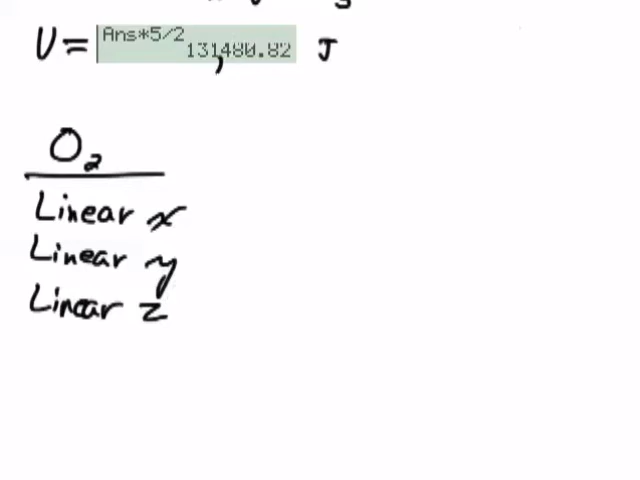 U = Ans*5/2 131,480.82 J
O₂
Linear x
Linear y
Linear z